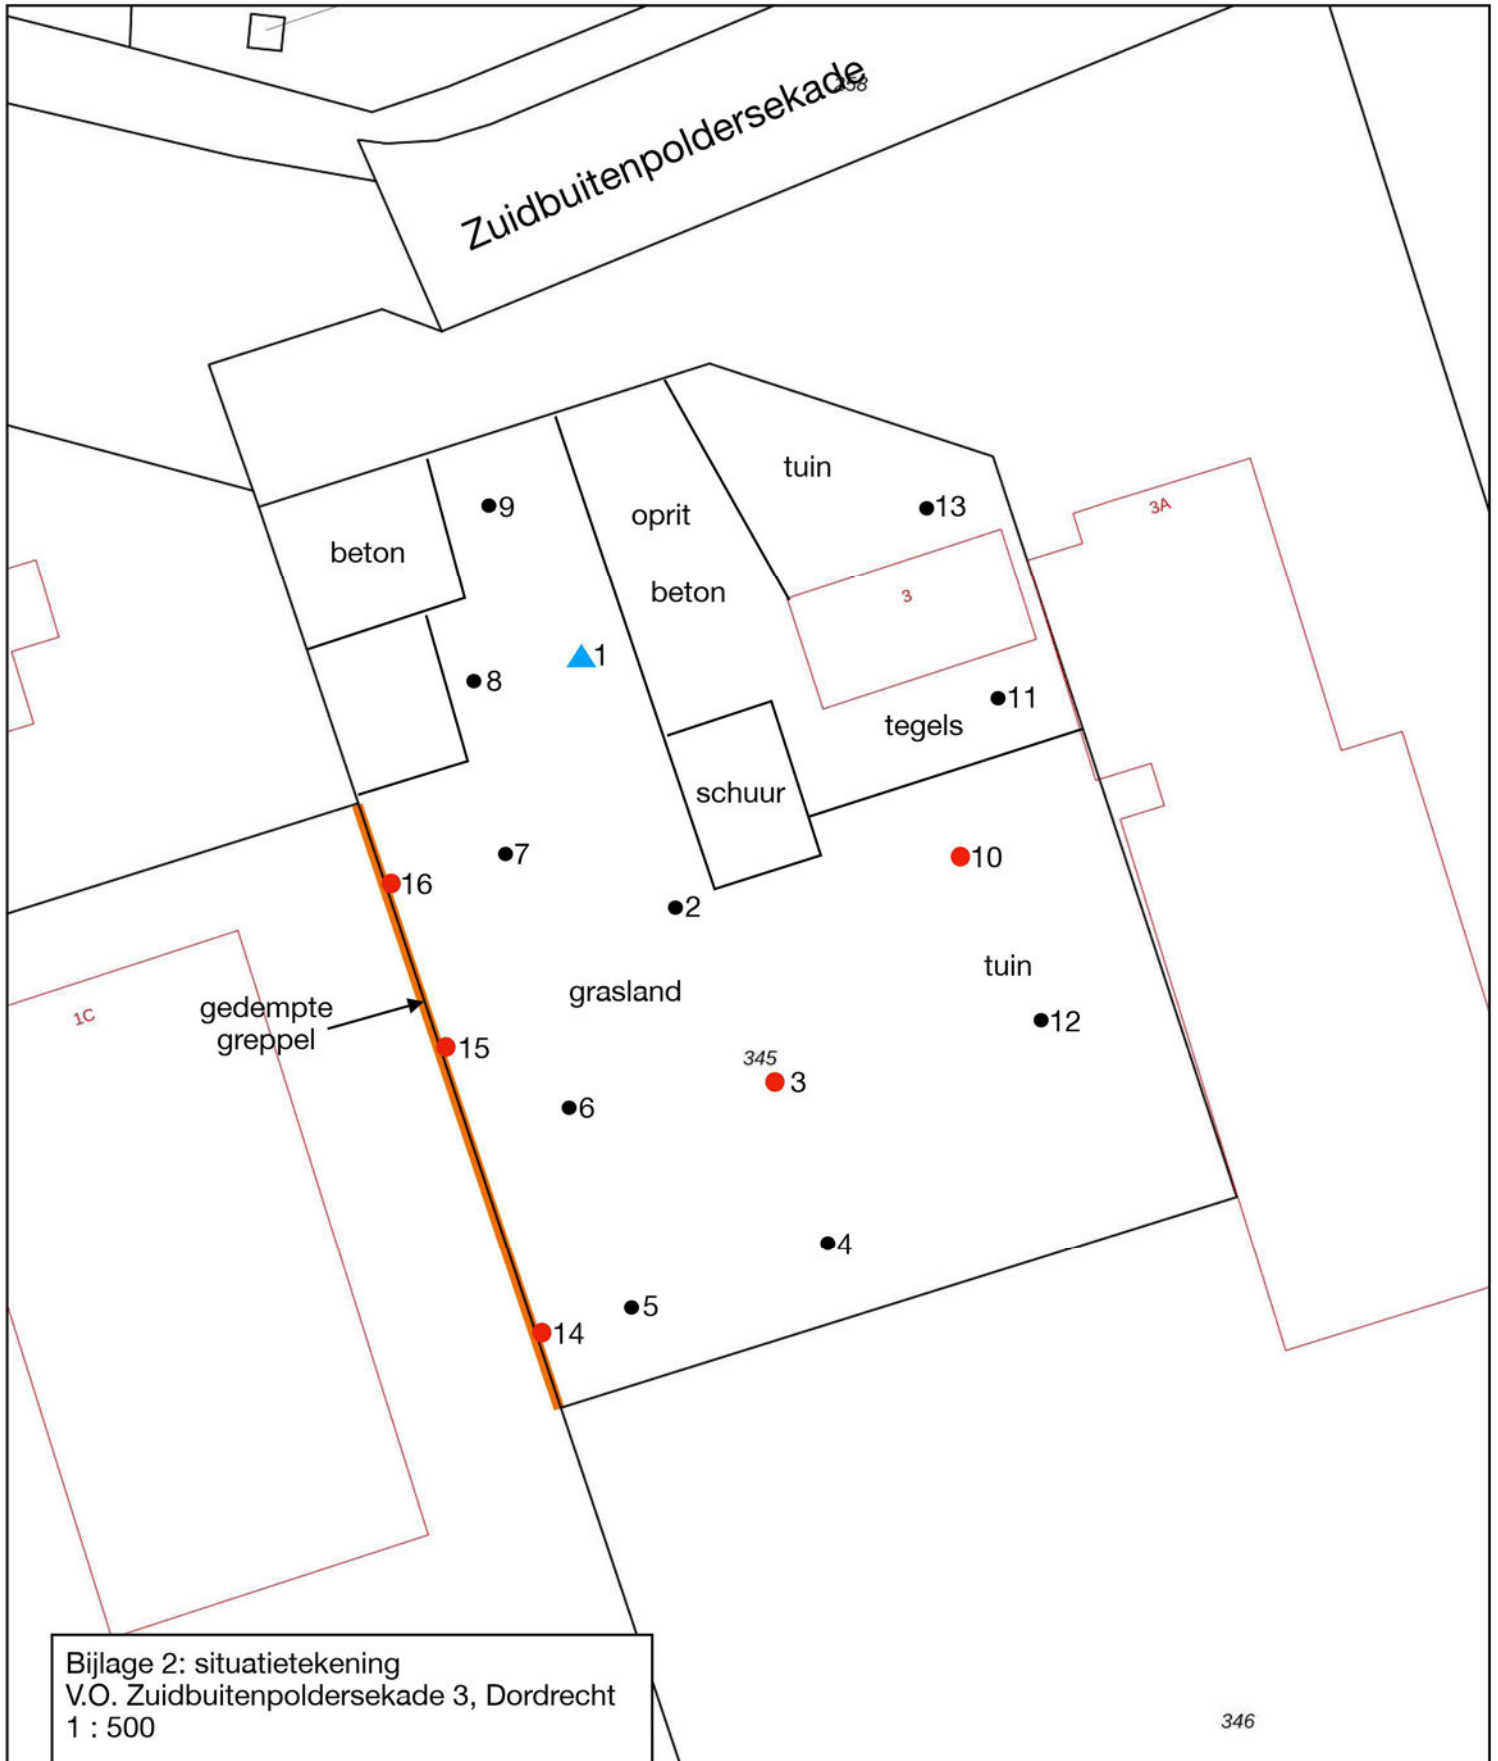 Zuidbuitenpoldersekade
358
tuin
13
9
oprit
3A
beton
beton
3
1
8
11
tegels
schuur
7
10
16
2
tuin
grasland
gedempte
greppel
1C
12
15
345
3
6
4
5
14
Bijlage 2: situatietekening
V.O. Zuidbuitenpoldersekade 3, Dordrecht
1 : 500
346